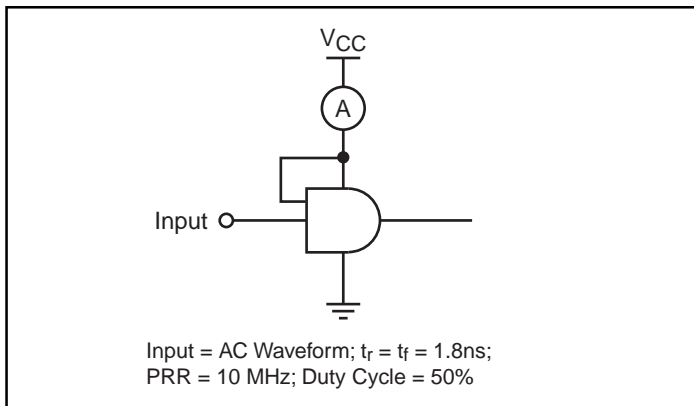 VCC
A
Input
Input = AC Waveform; tr = tf = 1.8ns;
PRR = 10 MHz; Duty Cycle = 50%